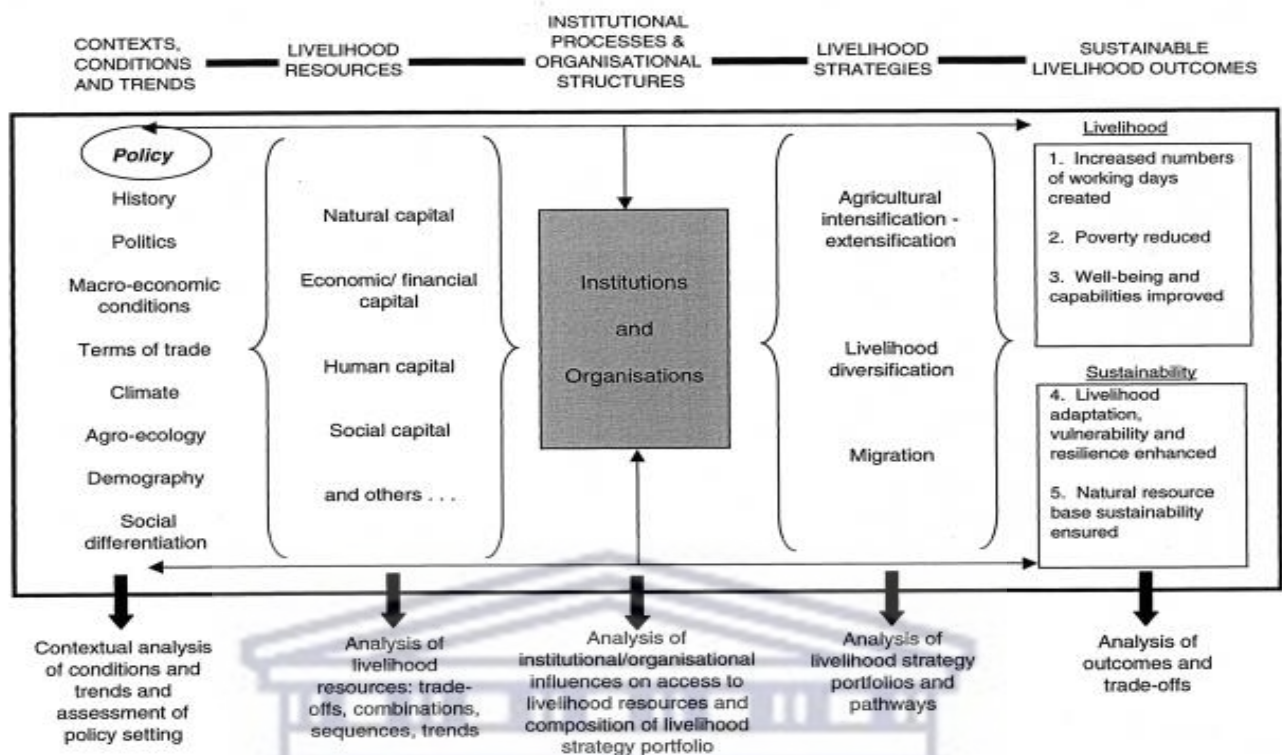 CONTEXTS,
CONDITIONS
AND TRENDS
LIVELIHOOD
RESOURCES
INSTITUTIONAL
PROCESSES &
ORGANISATIONAL
STRUCTURES
LIVELIHOOD
STRATEGIES
SUSTAINABLE
LIVELIHOOD OUTCOMES
Policy
History
Politics
Macro-economic
conditions
Terms of trade
Climate
Agro-ecology
Demography
Social
differentiation
Natural capital
Economic/ financial
capital
Human capital
Social capital
and others . . .
Institutions
and
Organisations
Agricultural
intensification -
extensification
Livelihood
diversification
Migration
Livelihood
1. Increased numbers
of working days
created
2. Poverty reduced
3. Well-being and
capabilities improved
Sustainability
4. Livelihood
adaptation,
vulnerability and
resilience enhanced
5. Natural resource
base sustainability
ensured
Contextual analysis
of conditions and
trends and
assessment of
policy setting
Analysis of
livelihood
resources: trade-
offs, combinations,
sequences, trends
Analysis of
institutional/organisational
influences on access to
livelihood resources and
composition of livelihood
strategy portfolio
Analysis of
livelihood strategy
portfolios and
pathways
Analysis of
outcomes and
trade-offs